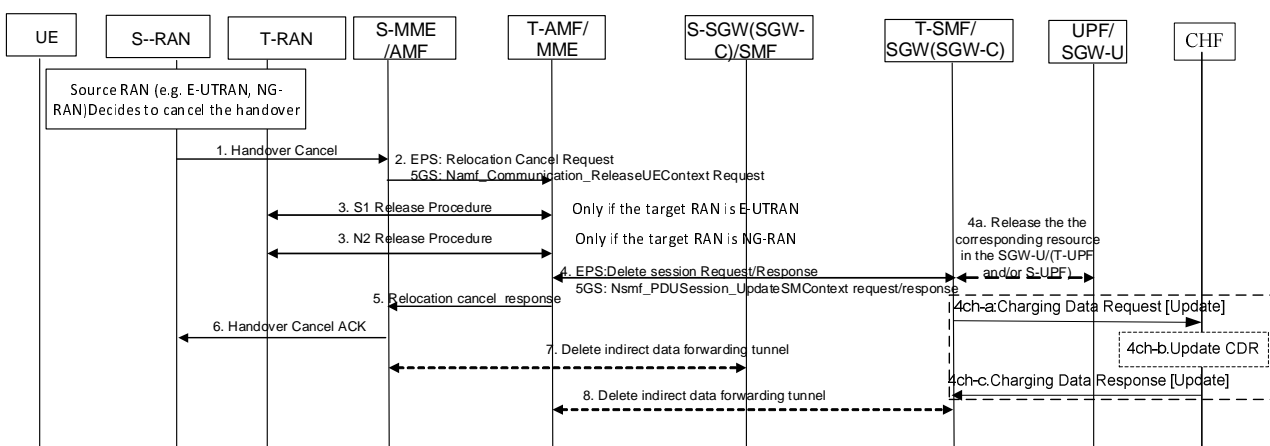 UE
S--RAN
T-RAN
S-MME
/AMF
T-AMF/
MME
S-SGW(SGW-
C)/SMF
T-SMF/
SGW(SGW-C)
UPF/
SGW-U
CHF
Source RAN (e.g. E-UTRAN, NG-
RAN)Decides to cancel the handover
1. Handover Cancel
2. EPS: Relocation Cancel Request
5GS: Namf_Communication_ReleaseUEContext Request
3. S1 Release Procedure
Only if the target RAN is E-UTRAN
3. N2 Release Procedure
Only if the target RAN is NG-RAN
4a. Release the the
corresponding resource
in the SGW-U/(T-UPF
and/or S-UPF)
4. EPS:Delete session Request/Response
5GS: Nsmf_PDUSession_UpdateSMContext request/response
5. Relocation cancel response
4ch-a:Charging Data Request [Update]
6. Handover Cancel ACK
4ch-b.Update CDR
7. Delete indirect data forwarding tunnel
4ch-c.Charging Data Response [Update]
8. Delete indirect data forwarding tunnel